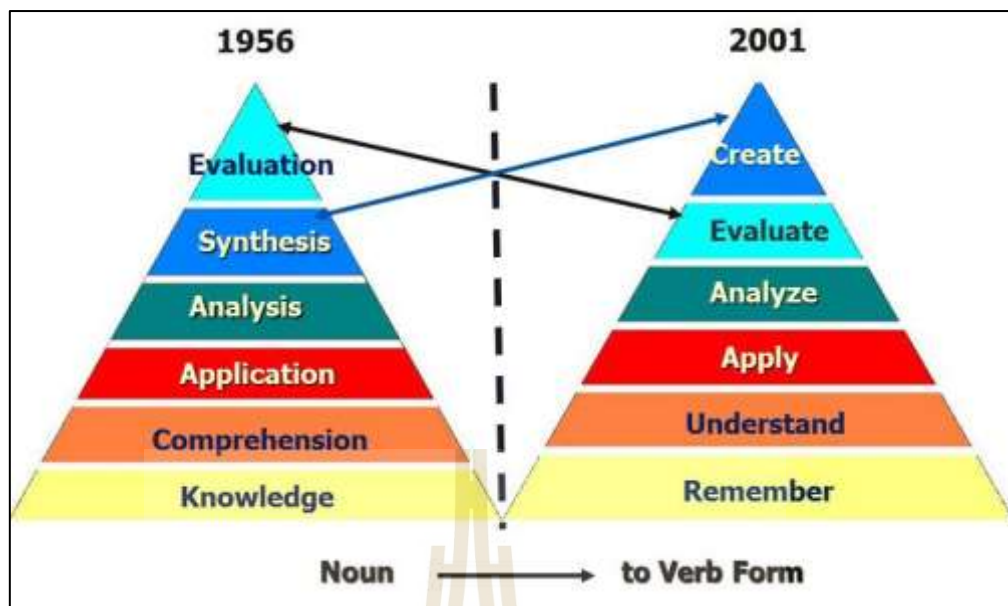 1956
2001
Evaluation
Synthesis
Analysis
Application
Comprehension
Knowledge
Create
Evaluate
Analyze
Apply
Understand
Remember
Noun to Verb Form